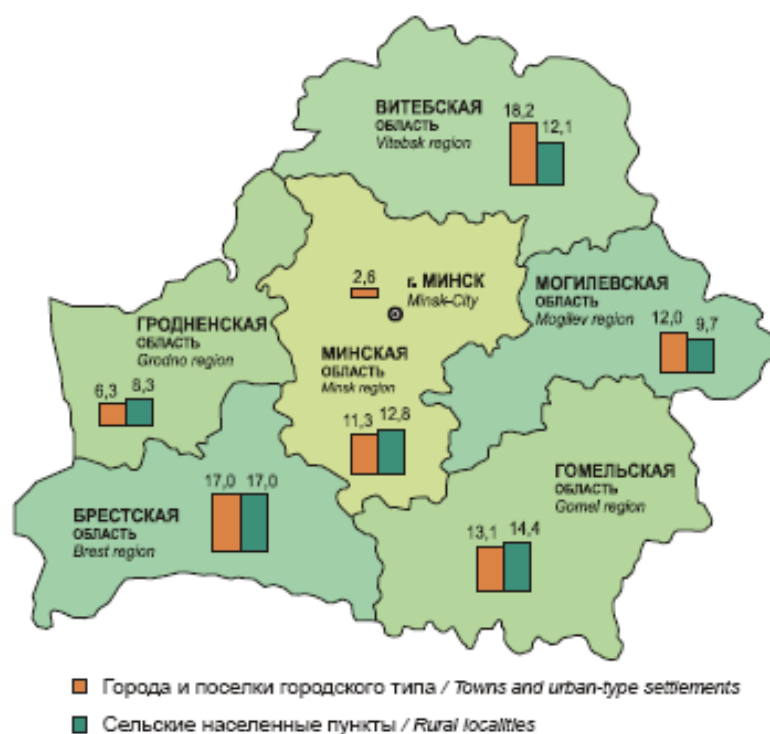 ВИТЕБСКАЯ
ОБЛАСТЬ
Vitebsk region
18,2
12,1
2,6
г. МИНСК
Minsk-City
МОГИЛЕВСКАЯ
ОБЛАСТЬ
Mogilev region
12,0
9,7
ГРОДНЕНСКАЯ
ОБЛАСТЬ
Grodno region
6,3
8,3
МИНСКАЯ
ОБЛАСТЬ
Minsk region
11,3
12,8
БРЕСТСКАЯ
ОБЛАСТЬ
Brest region
17,0
17,0
ГОМЕЛЬСКАЯ
ОБЛАСТЬ
Gomel region
13,1
14,4
Города и поселки городского типа / Towns and urban-type settlements
Сельские населенные пункты / Rural localities